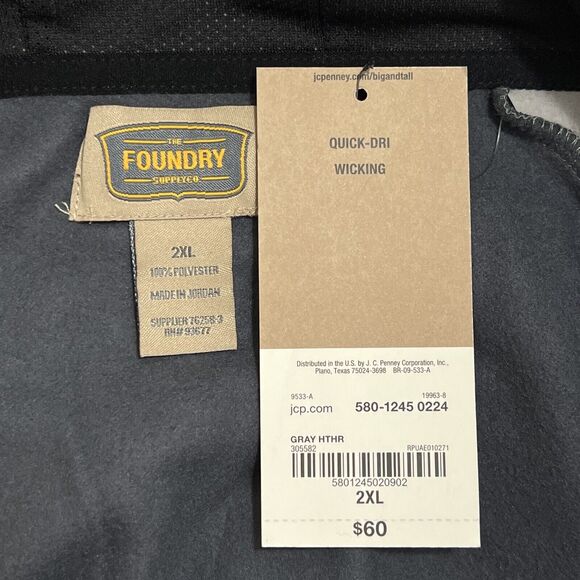 THE
FOUNDRY
SUPPLY CO
2XL
100% POLYESTER
MADE IN JORDAN
SUPPLIER 76258-3
RN# 93677
jcpenney.com/bigandtall
QUICK-DRI
WICKING
Distributed in the U.S. by J. C. Penney Corporation, Inc.,
Plano, Texas 75024-3698 BR-09-533-A
9533-A 19963-8
jcp.com 580-1245 0224
GRAY HTHR
305582 RPUAE010271
5801245020902
2XL
$60